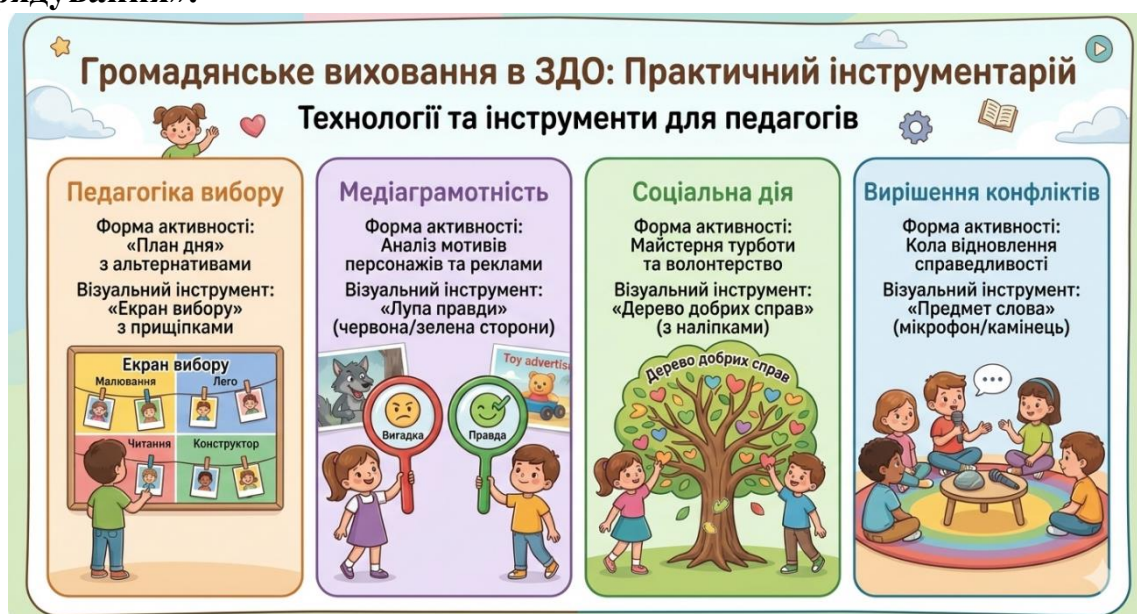 Громадянське виховання в ЗДО: Практичний інструментарій
Технології та інструменти для педагогів
Педагогіка вибору
Форма активності:
«План дня»
з альтернативами
Візуальний інструмент:
«Екран вибору»
з прищіпками
Екран вибору
Малювання
Лего
Читання
Конструктор
Медіаграмотність
Форма активності:
Аналіз мотивів
персонажів та реклами
Візуальний інструмент:
«Лупа правди»
(червона/зелена сторони)
Toy advertis
Вигадка
Правда
Соціальна дія
Форма активності:
Майстерня турботи
та волонтерство
Візуальний інструмент:
«Дерево добрих справ»
(з наліпками)
Дерево добрих справ
Вирішення конфліктів
Форма активності:
Кола відновлення
справедливості
Візуальний інструмент:
«Предмет слова»
(мікрофон/камінець)